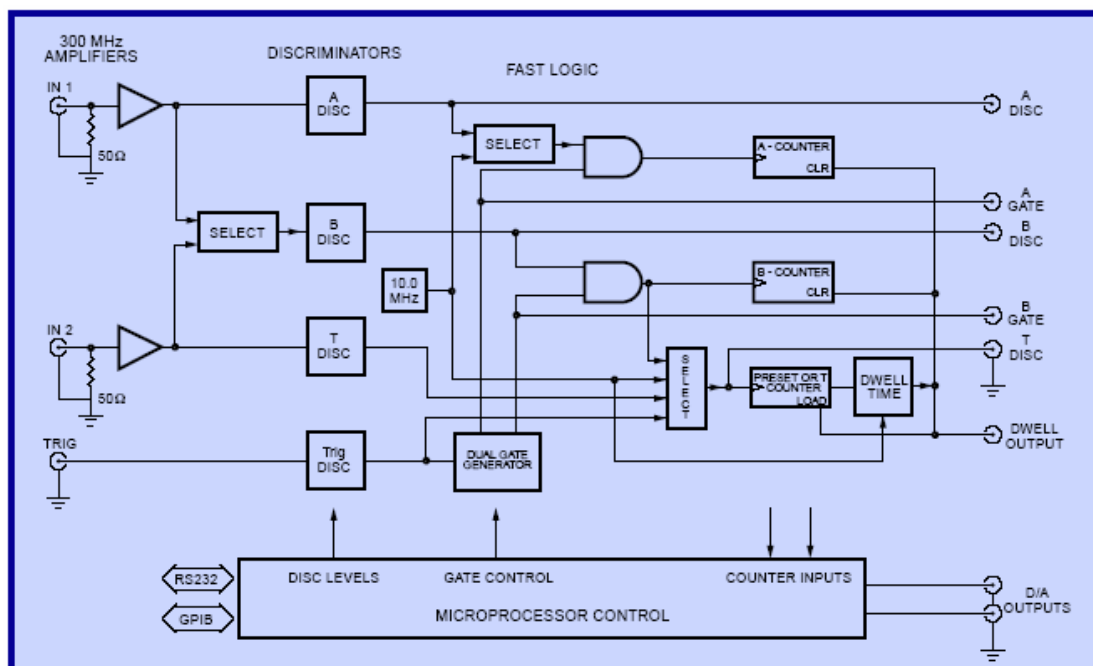 300 MHz
AMPLIFIERS
DISCRIMINATORS
FAST LOGIC
IN 1
50Ω
A
DISC
SELECT
A - COUNTER
CLR
A
DISC
A
GATE
SELECT
B
DISC
B
DISC
10.0
MHz
B - COUNTER
CLR
B
GATE
IN 2
50Ω
T
DISC
SELECT
PRESET OR T
COUNTER
LOAD
DWELL
TIME
T
DISC
TRIG
Trig
DISC
DUAL GATE
GENERATOR
DWELL
OUTPUT
RS232
GPIB
DISC LEVELS
GATE CONTROL
COUNTER INPUTS
MICROPROCESSOR CONTROL
D/A
OUTPUTS